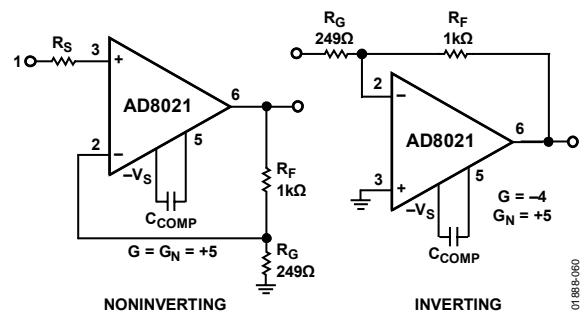 1
RS
3
+
AD8021
6
2
–
5
–VS
CCOMP
RF
1kΩ
G = GN = +5
RG
249Ω
NONINVERTING
RG
249Ω
RF
1kΩ
2
–
AD8021
6
3
+
5
–VS
CCOMP
G = –4
GN = +5
INVERTING
01888-060